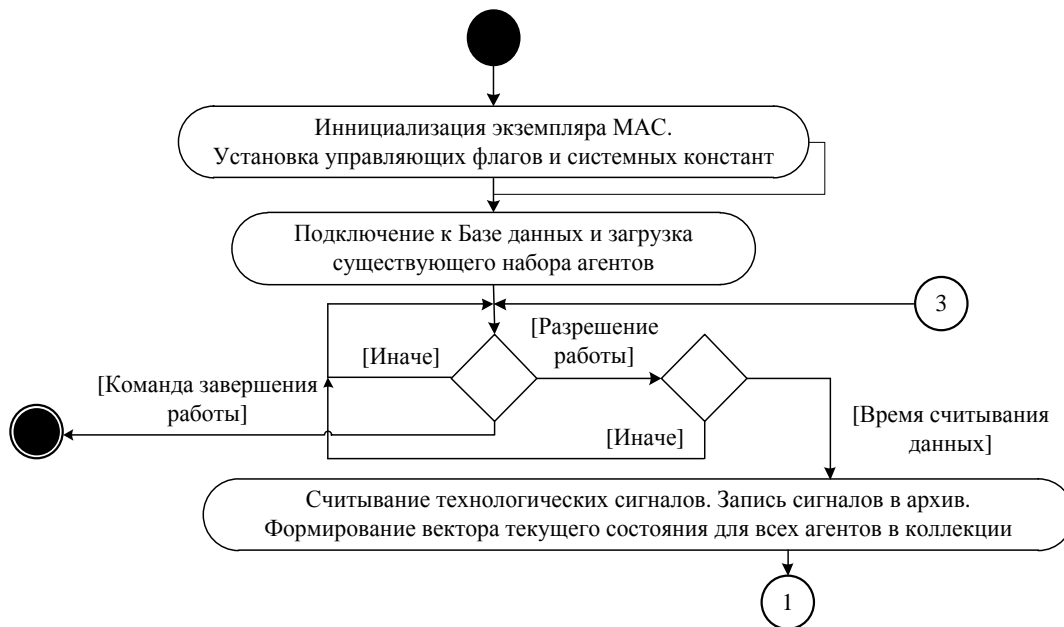 Иннициализация экземпляра МАС.
Установка управляющих флагов и системных констант
Подключение к Базе данных и загрузка
существующего набора агентов
3
[Разрешение
работы]
[Иначе]
[Команда завершения
работы]
[Время считывания
данных]
[Иначе]
Считывание технологических сигналов. Запись сигналов в архив.
Формирование вектора текущего состояния для всех агентов в коллекции
1